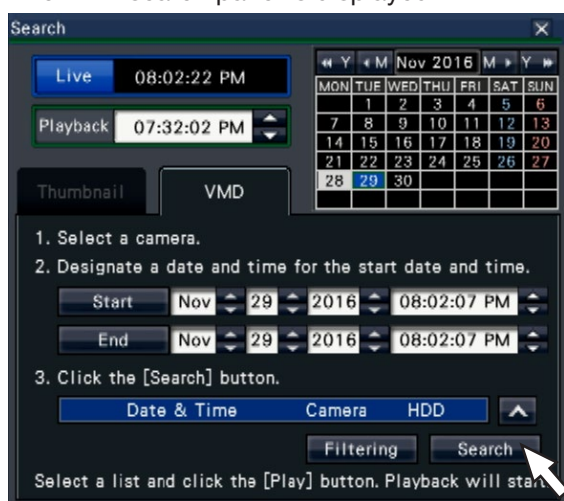 Search
Live 08:02:22 PM
Playback 07:32:02 PM
Y M Nov 2016 M Y
MON TUE WED THU FRI SAT SUN
1 2 3 4 5 6
7 8 9 10 11 12 13
14 15 16 17 18 19 20
21 22 23 24 25 26 27
28 29 30
Thumbnail VMD
1. Select a camera.
2. Designate a date and time for the start date and time.
Start Nov 29 2016 08:02:07 PM
End Nov 29 2016 08:02:07 PM
3. Click the [Search] button.
Date & Time Camera HDD
Filtering Search
Select a list and click the [Play] button. Playback will start